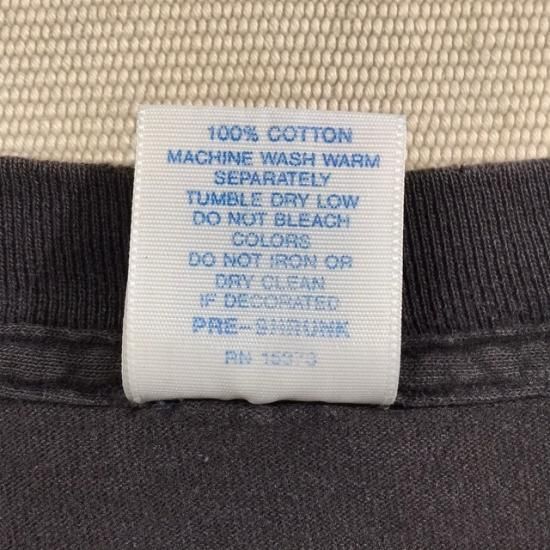 100% COTTON
MACHINE WASH WARM
SEPARATELY
TUMBLE DRY LOW
DO NOT BLEACH
COLORS
DO NOT IRON OR
DRY CLEAN
IF DECORATED
PRE-SHRUNK
RN